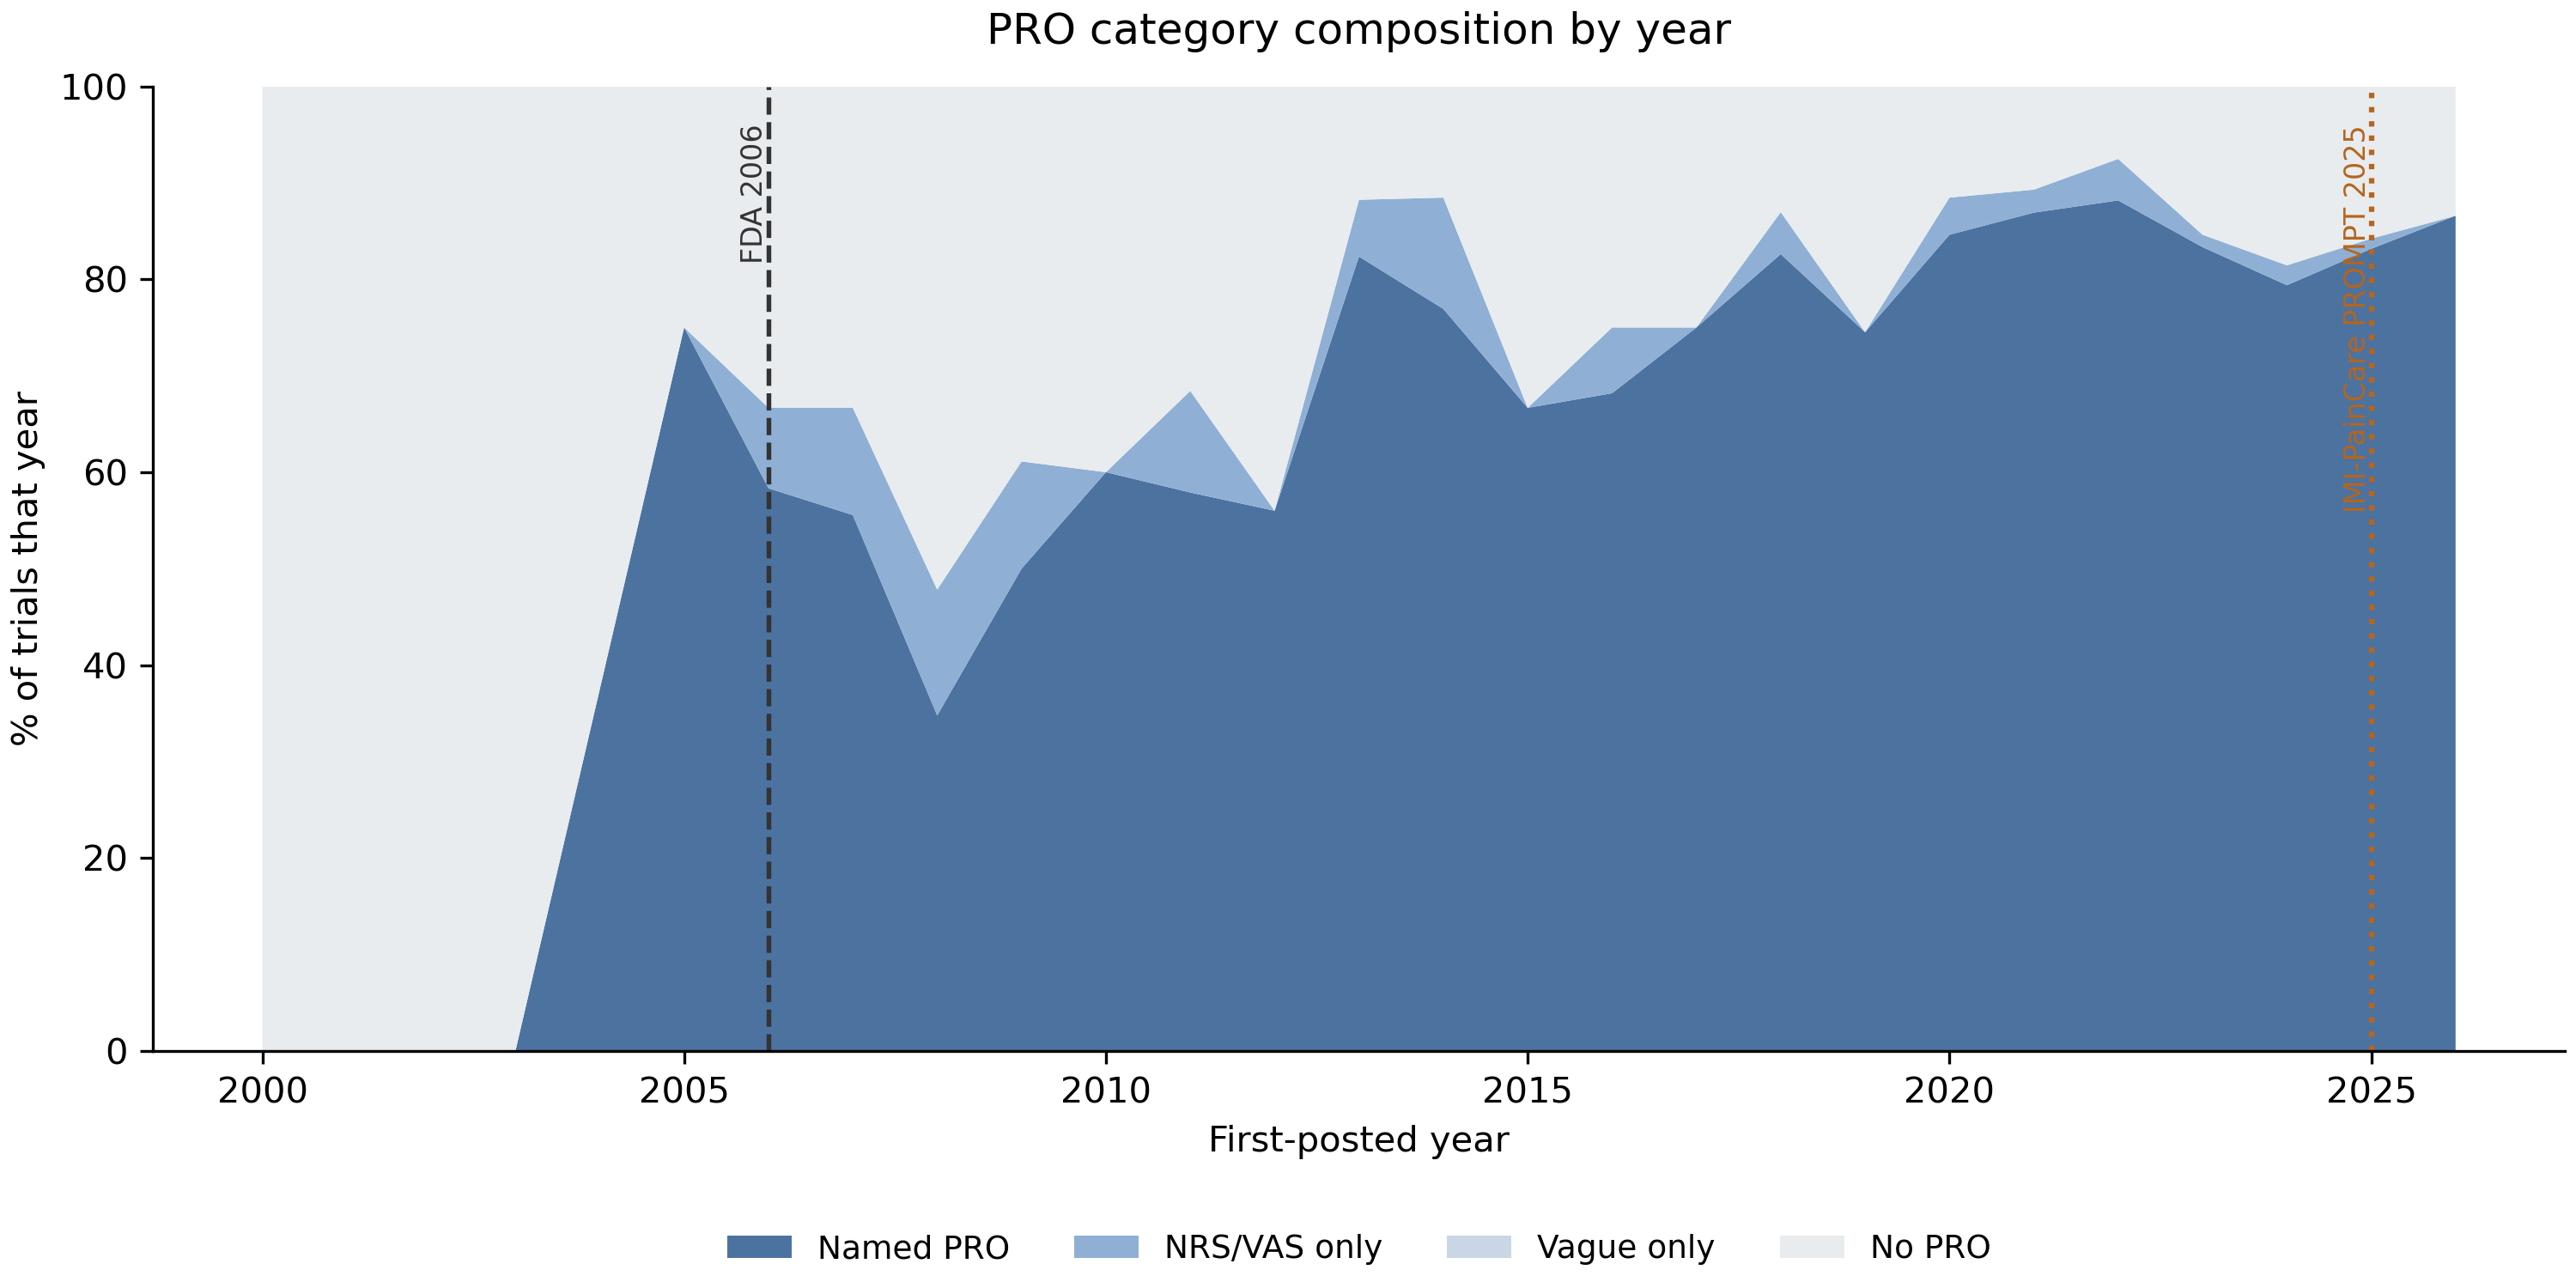 PRO category composition by year
100
80
60
40
20
0
% of trials that year
FDA 2006
IMI-PainCare PROMPT 2025
2000
2005
2010
2015
2020
2025
First-posted year
Named PRO
NRS/VAS only
Vague only
No PRO